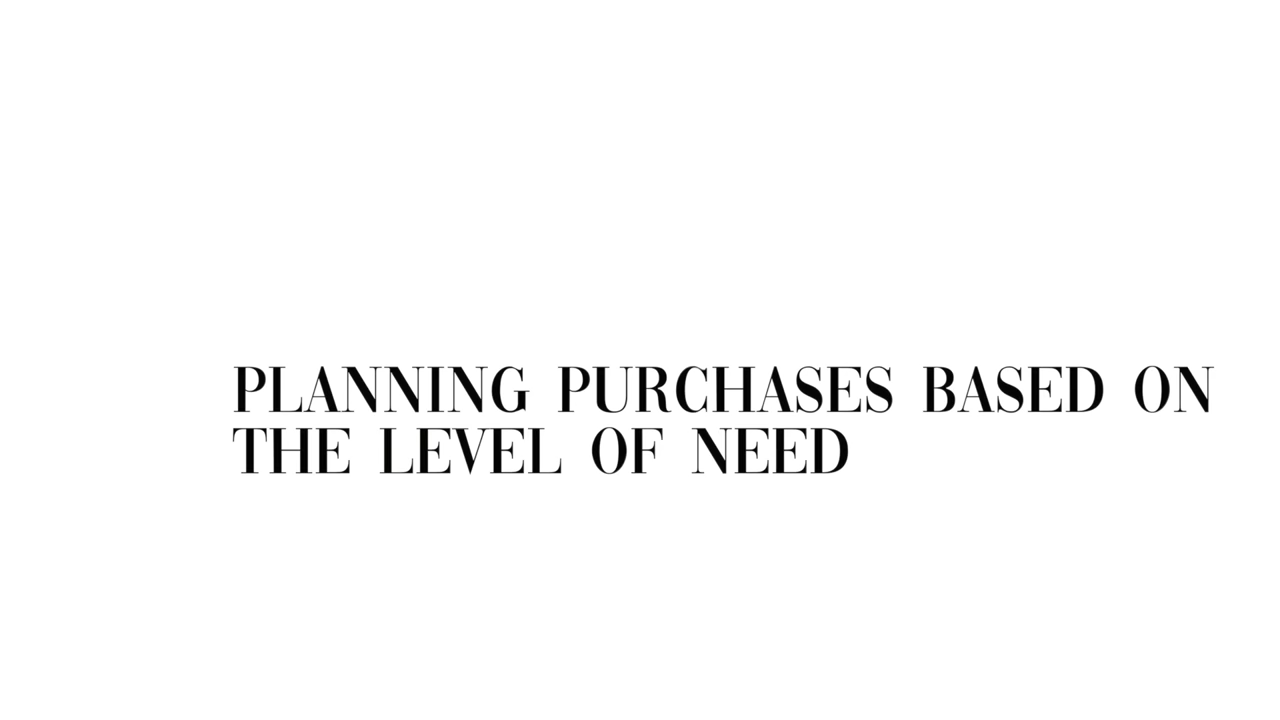 PLANNING PURCHASES BASED ON
THE LEVEL OF NEED